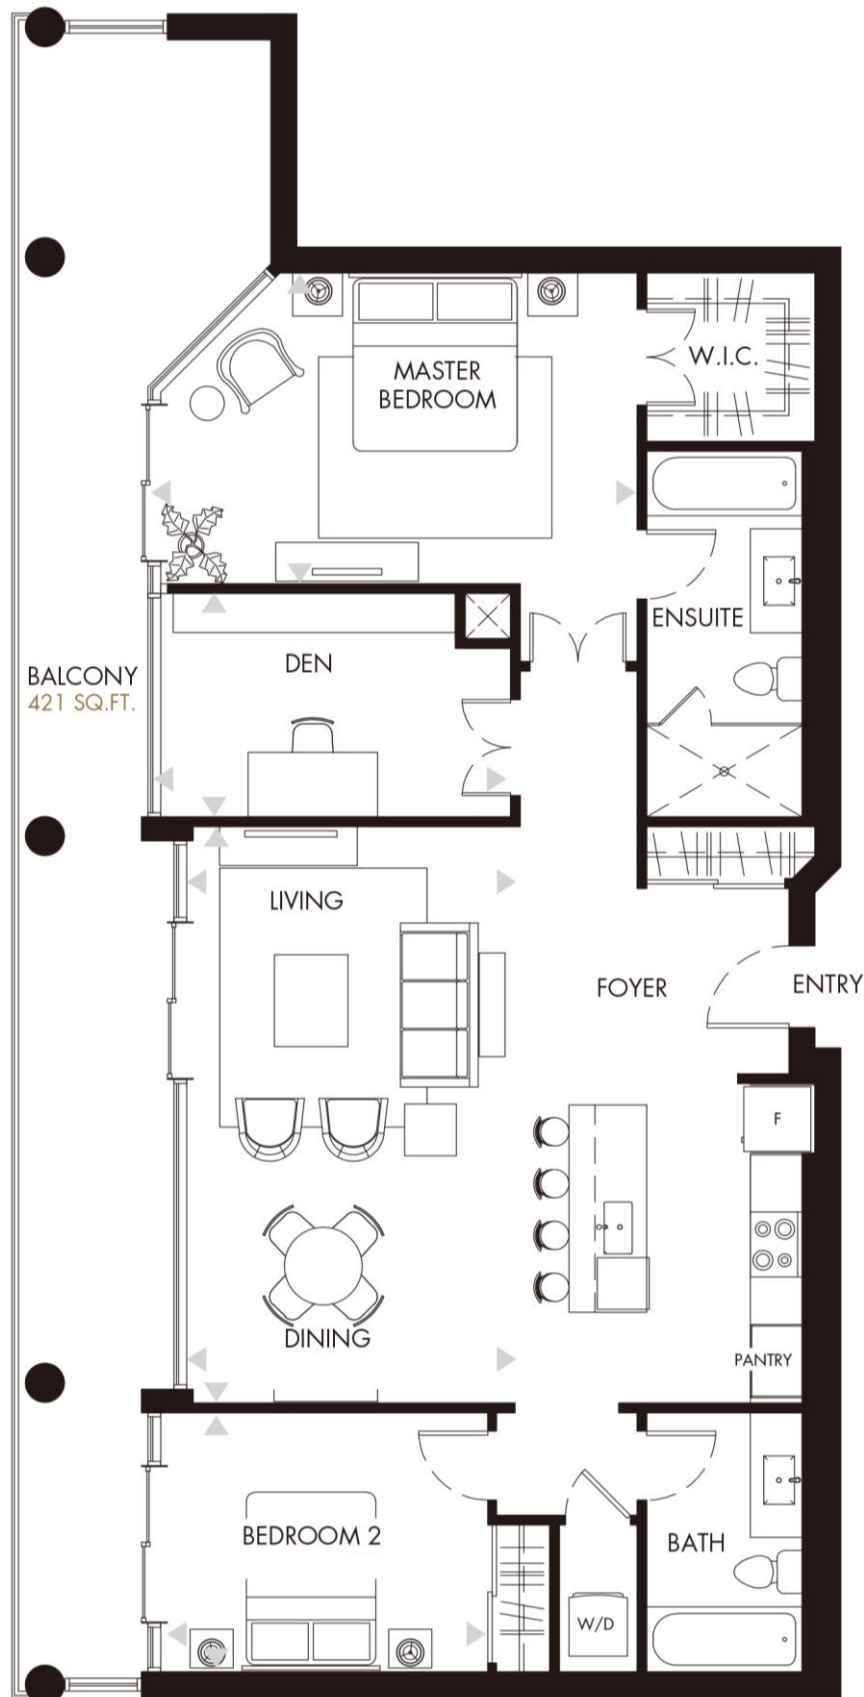 MASTER
BEDROOM
W.I.C.
ENSUITE
DEN
BALCONY
421 SQ.FT.
LIVING
FOYER
ENTRY
F
DINING
PANTRY
BEDROOM 2
BATH
W/D